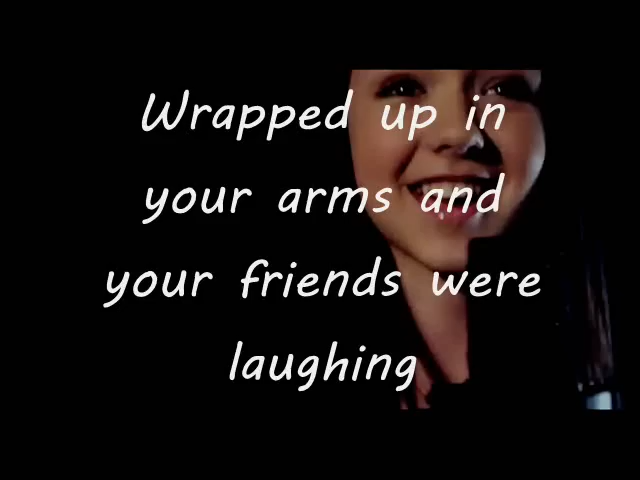 Wrapped up in
your arms and
your friends were
laughing